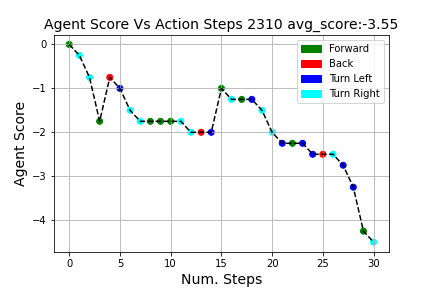 Agent Score Vs Action Steps 2310 avg_score:-3.55
Agent Score
0
−1
−2
−3
−4
Forward
Back
Turn Left
Turn Right
0 5 10 15 20 25 30
Num. Steps